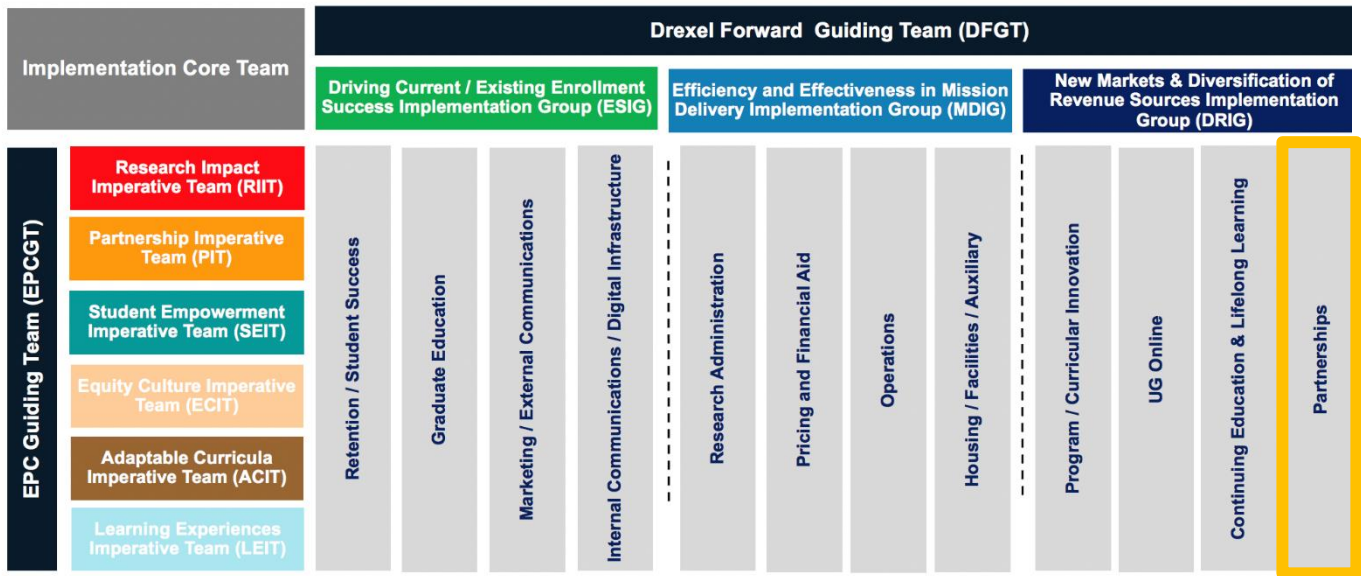 Implementation Core Team
Drexel Forward Guiding Team (DFGT)
Driving Current / Existing Enrollment
Success Implementation Group (ESIG)
Efficiency and Effectiveness in Mission
Delivery Implementation Group (MDIG)
New Markets & Diversification of
Revenue Sources Implementation
Group (DRIG)
EPC Guiding Team (EPCGT)
Research Impact
Imperative Team (RIIT)
Partnership Imperative
Team (PIT)
Student Empowerment
Imperative Team (SEIT)
Equity Culture Imperative
Team (ECIT)
Adaptable Curricula
Imperative Team (ACIT)
Learning Experiences
Imperative Team (LEIT)
Retention / Student Success
Graduate Education
Marketing / External Communications
Internal Communications / Digital Infrastructure
Research Administration
Pricing and Financial Aid
Operations
Housing / Facilities / Auxiliary
Program / Curricular Innovation
UG Online
Continuing Education & Lifelong Learning
Partnerships